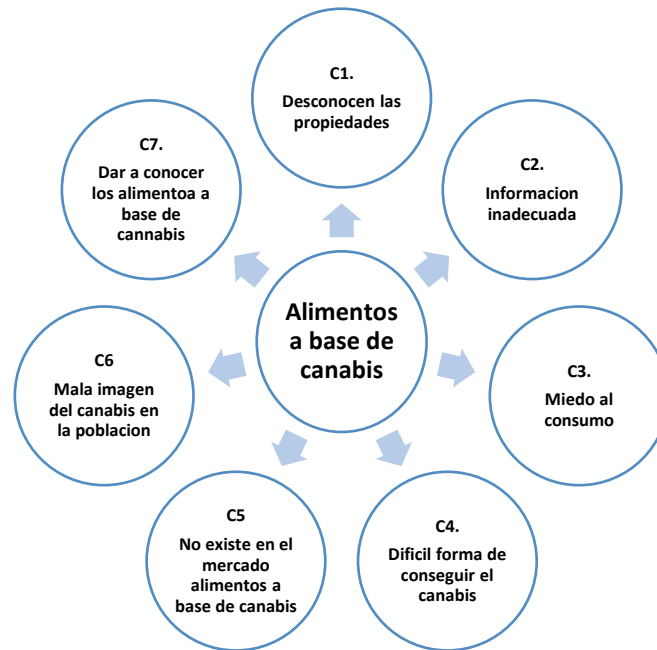 Alimentos
a base de
canabis
C1.
Desconocen las
propiedades
C2.
Informacion
inadecuada
C3.
Miedo al
consumo
C4.
Dificil forma de
conseguir el
canabis
C5
No existe en el
mercado
alimentos a
base de canabis
C6
Mala imagen
del canabis en
la poblacion
C7.
Dar a conocer
los alimentoa a
base de
cannabis